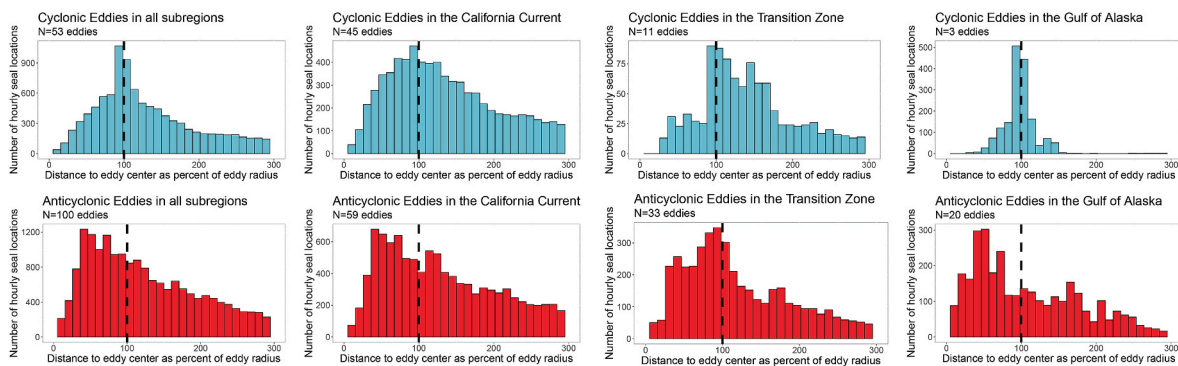 Cyclonic Eddies in all subregions
N=53 eddies
Number of hourly seal locations
900
600
300
0
0
100
200
300
Distance to eddy center as percent of eddy radius
Cyclonic Eddies in the California Current
N=45 eddies
Number of hourly seal locations
400
300
200
100
0
0
100
200
300
Distance to eddy center as percent of eddy radius
Cyclonic Eddies in the Transition Zone
N=11 eddies
Number of hourly seal locations
75
50
25
0
0
100
200
300
Distance to eddy center as percent of eddy radius
Cyclonic Eddies in the Gulf of Alaska
N=3 eddies
Number of hourly seal locations
500
400
300
200
100
0
0
100
200
300
Distance to eddy center as percent of eddy radius
Anticyclonic Eddies in all subregions
N=100 eddies
Number of hourly seal locations
1200
800
400
0
0
100
200
300
Distance to eddy center as percent of eddy radius
Anticyclonic Eddies in the California Current
N=59 eddies
Number of hourly seal locations
600
400
200
0
0
100
200
300
Distance to eddy center as percent of eddy radius
Anticyclonic Eddies in the Transition Zone
N=33 eddies
Number of hourly seal locations
300
200
100
0
0
100
200
300
Distance to eddy center as percent of eddy radius
Anticyclonic Eddies in the Gulf of Alaska
N=20 eddies
Number of hourly seal locations
300
200
100
0
0
100
200
300
Distance to eddy center as percent of eddy radius